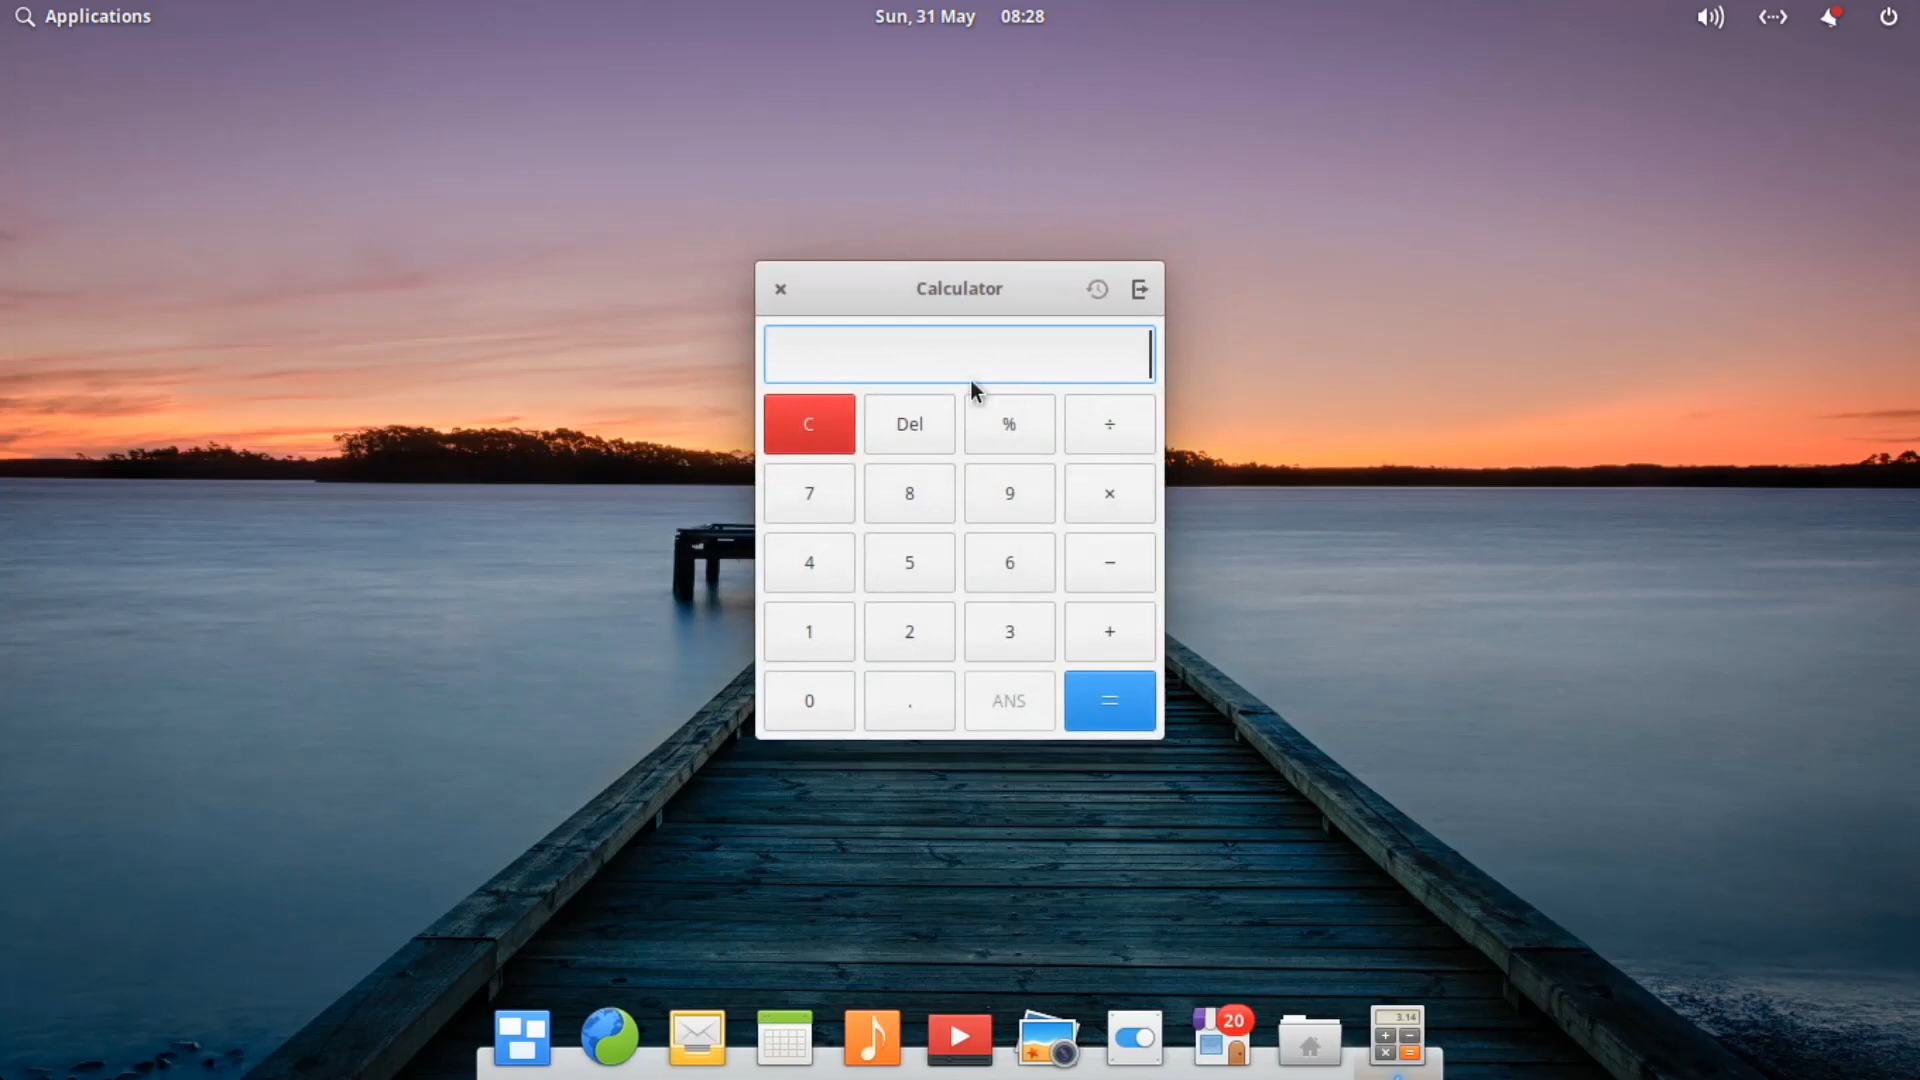 Applications
Sun, 31 May 08:28
Calculator
C Del % ÷
7 8 9 ×
4 5 6 −
1 2 3 +
0 . ANS =
20
3.14
+ −
× =